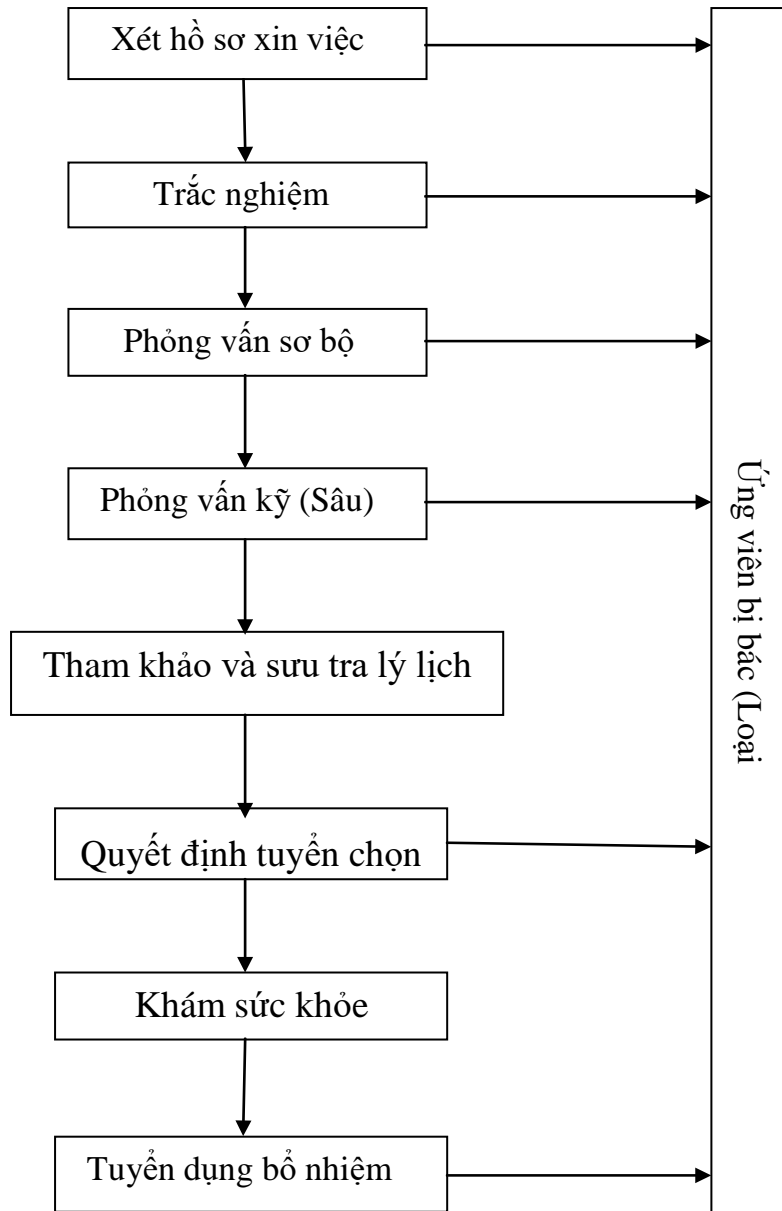 Xét hồ sơ xin việc
Trắc nghiệm
Phỏng vấn sơ bộ
Phỏng vấn kỹ (Sâu)
Tham khảo và sưu tra lý lịch
Quyết định tuyển chọn
Khám sức khỏe
Tuyển dụng bổ nhiệm
Ứng viên bị bác (Loại